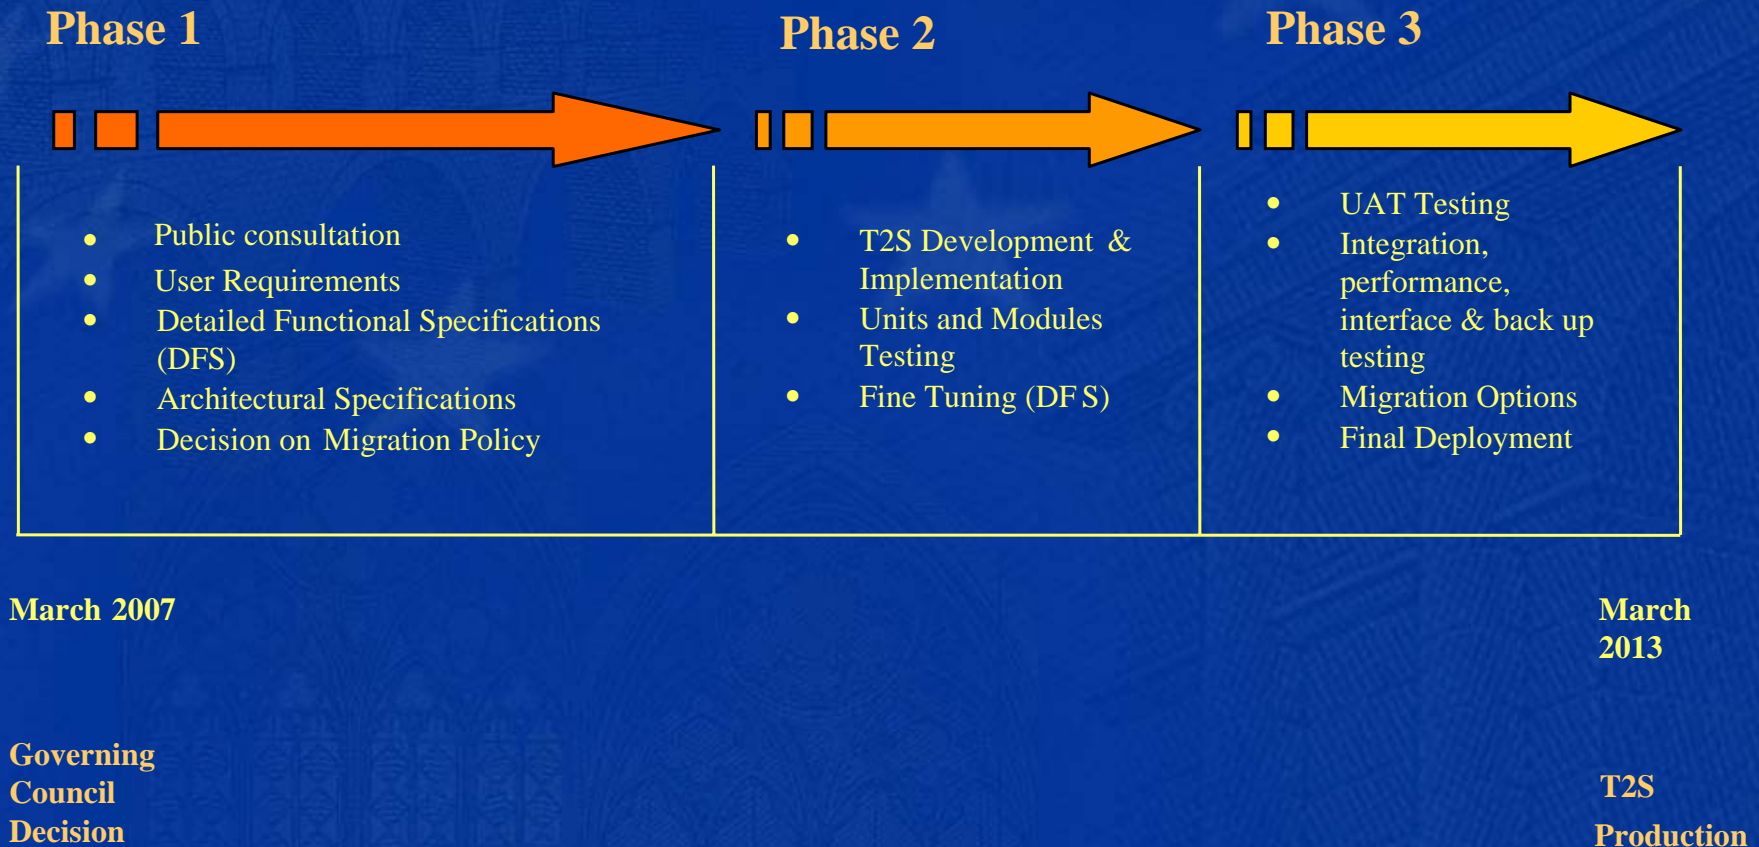 Phase 1
Phase 2
Phase 3
• Public consultation
• User Requirements
• Detailed Functional Specifications
(DFS)
• Architectural Specifications
• Decision on Migration Policy
• T2S Development &
Implementation
• Units and Modules
Testing
• Fine Tuning (DFS)
• UAT Testing
• Integration,
performance,
interface & back up
testing
• Migration Options
• Final Deployment
March 2007
March
2013
Governing
Council
Decision
T2S
Production